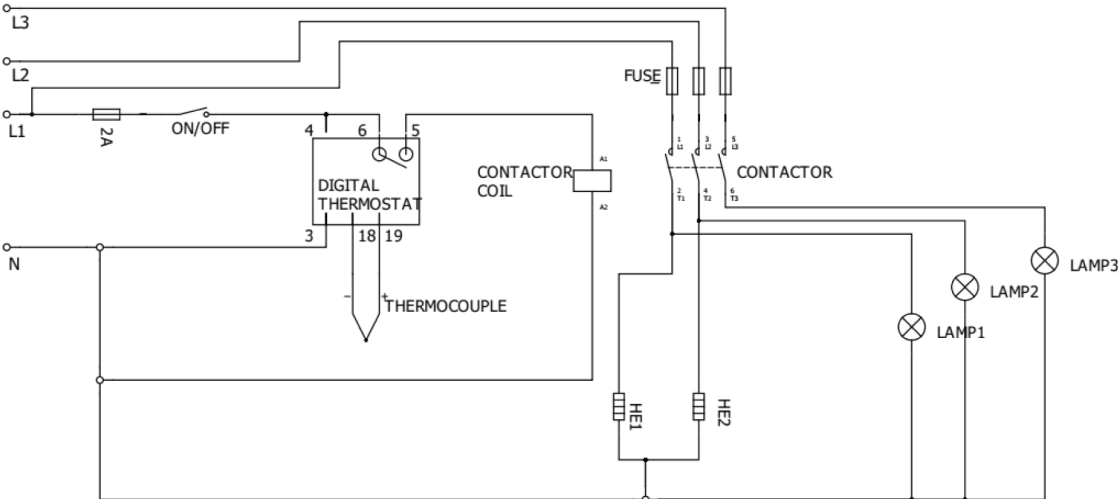 L3
L2
FUSE
L1
2A
ON/OFF
4
6
5
1
L1
3
L2
5
L3
DIGITAL
THERMOSTAT
CONTACTOR
COIL
A1
A2
CONTACTOR
2
T1
4
T2
6
T3
3
18
19
N
-
+
THERMOCOUPLE
LAMP3
LAMP2
LAMP1
HE1
HE2